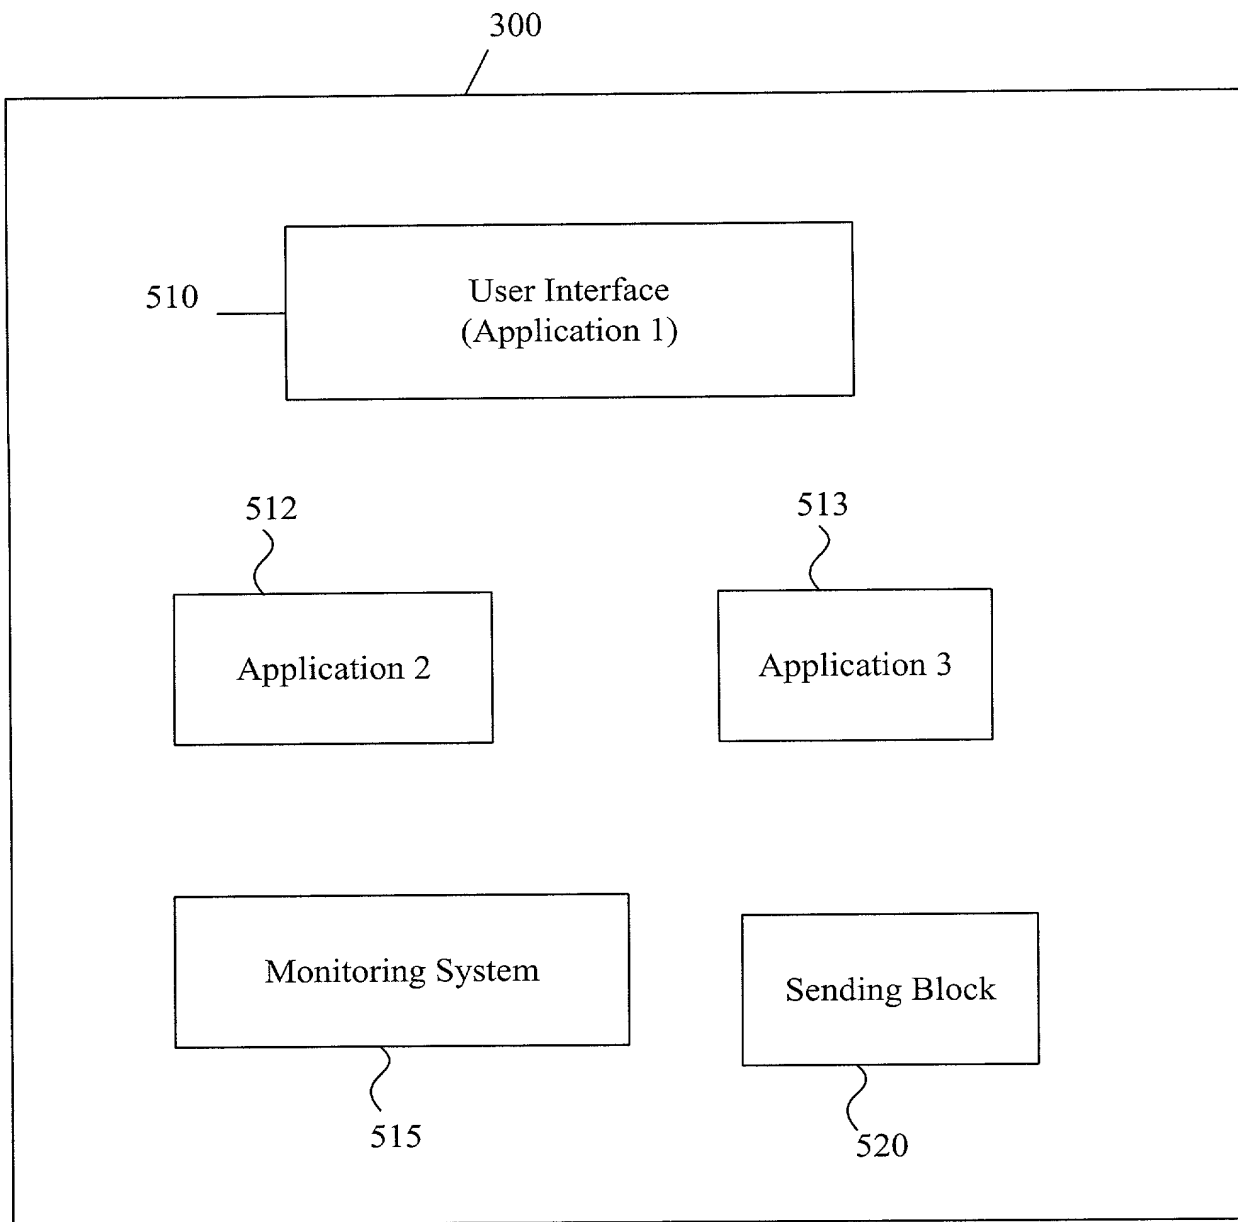 300
510
User Interface
(Application 1)
512
513
Application 2
Application 3
Monitoring System
Sending Block
515
520